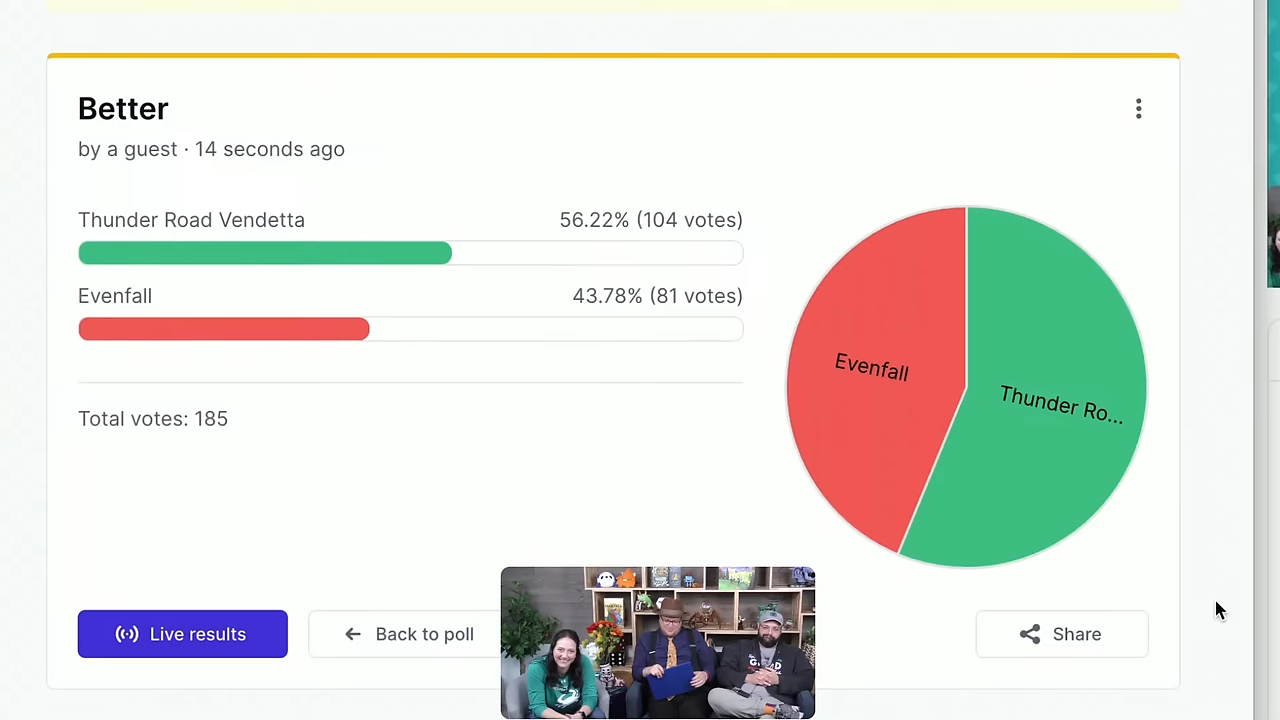 Better
by a guest · 14 seconds ago
Thunder Road Vendetta
56.22% (104 votes)
Evenfall
43.78% (81 votes)
Total votes: 185
Evenfall
Thunder Ro...
Live results
Back to poll
Share